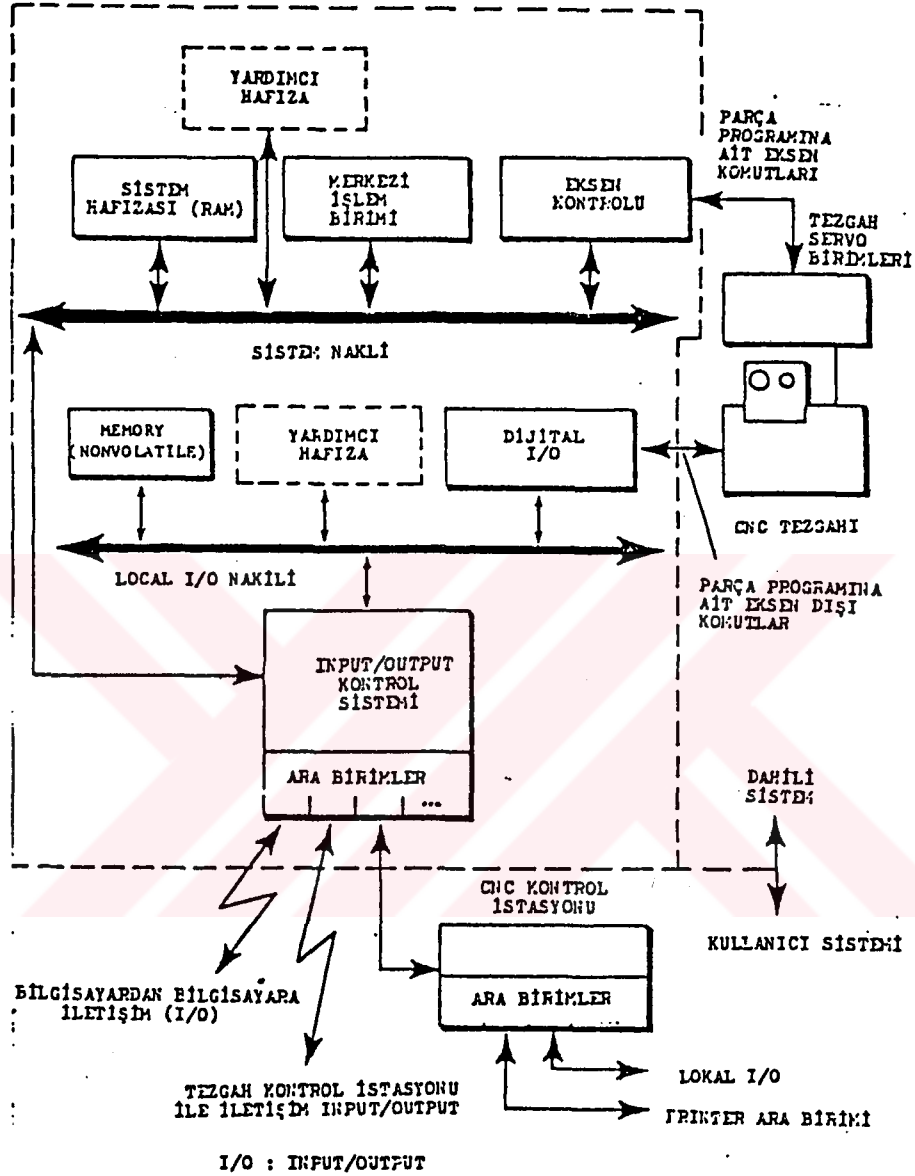 YARDIMCI
HAFIZA
SİSTEM
HAFIZASI (RAM)
MERKEZİ
İŞLEM
BİRİMİ
EKSEN
KONTROLÜ
PARÇA
PROGRAMINA
AİT EKSEN
KOMUTLARI
TEZGAH
SERVO
BİRİMLERİ
SİSTEM NAKLİ
MEMORY
(NONVOLATILE)
YARDIMCI
HAFIZA
DIJITAL
I/O
CNC TEZGAHI
LOCAL I/O NAKİLİ
PARÇA PROGRAMINA
AİT EKSEN DIŞI
KOMUTLAR
INPUT/OUTPUT
KONTROL
SİSTEMİ
ARA BİRİMLER
...
DAHİLİ
SİSTEM
CNC KONTROL
İSTASYONU
KULLANICI SİSTEMİ
ARA BİRİMLER
...
BİLGİSAYARDAN BİLGİSAYARA
İLETİŞİM (I/O)
LOKAL I/O
TEZGAH KONTROL İSTASYONU
İLE İLETİŞİM INPUT/OUTPUT
PRINTER ARA BİRİMİ
I/O : INPUT/OUTPUT